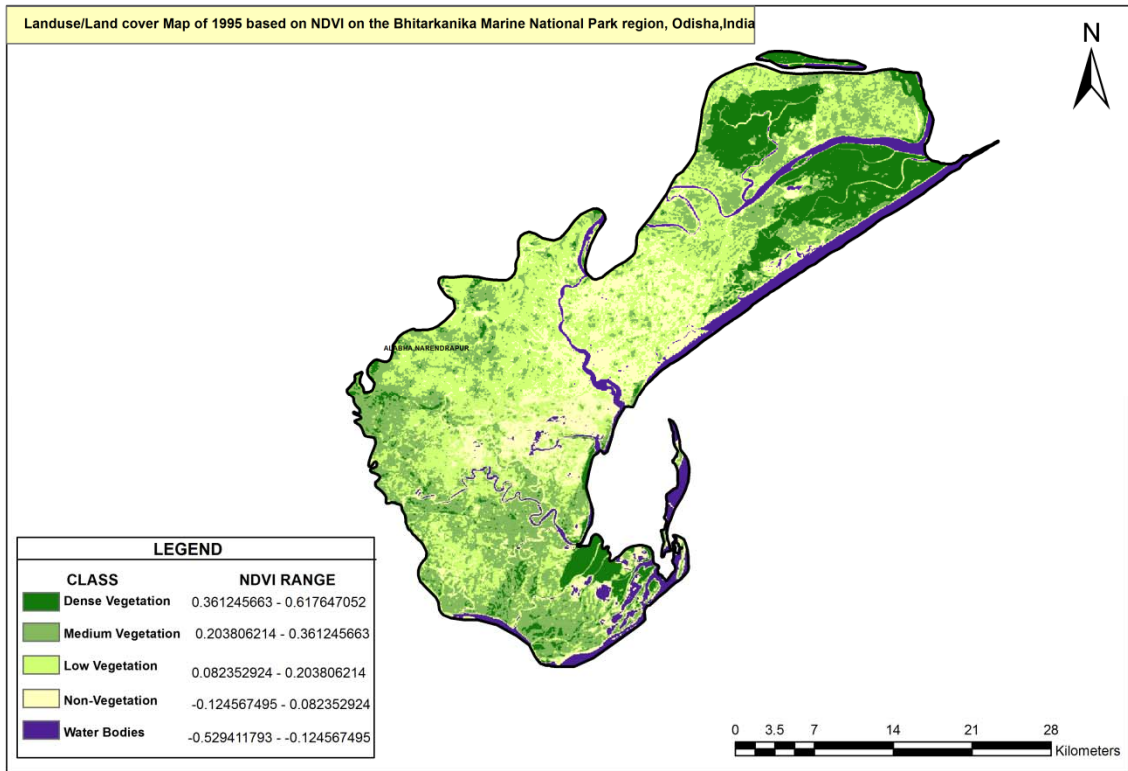 Landuse/Land cover Map of 1995 based on NDVI on the Bhitarkanika Marine National Park region, Odisha,India
N
ALABHA,NARENDRAPUR
LEGEND
CLASS NDVI RANGE
Dense Vegetation 0.361245663 - 0.617647052
Medium Vegetation 0.203806214 - 0.361245663
Low Vegetation 0.082352924 - 0.203806214
Non-Vegetation -0.124567495 - 0.082352924
Water Bodies -0.529411793 - -0.124567495
0 3.5 7 14 21 28
Kilometers